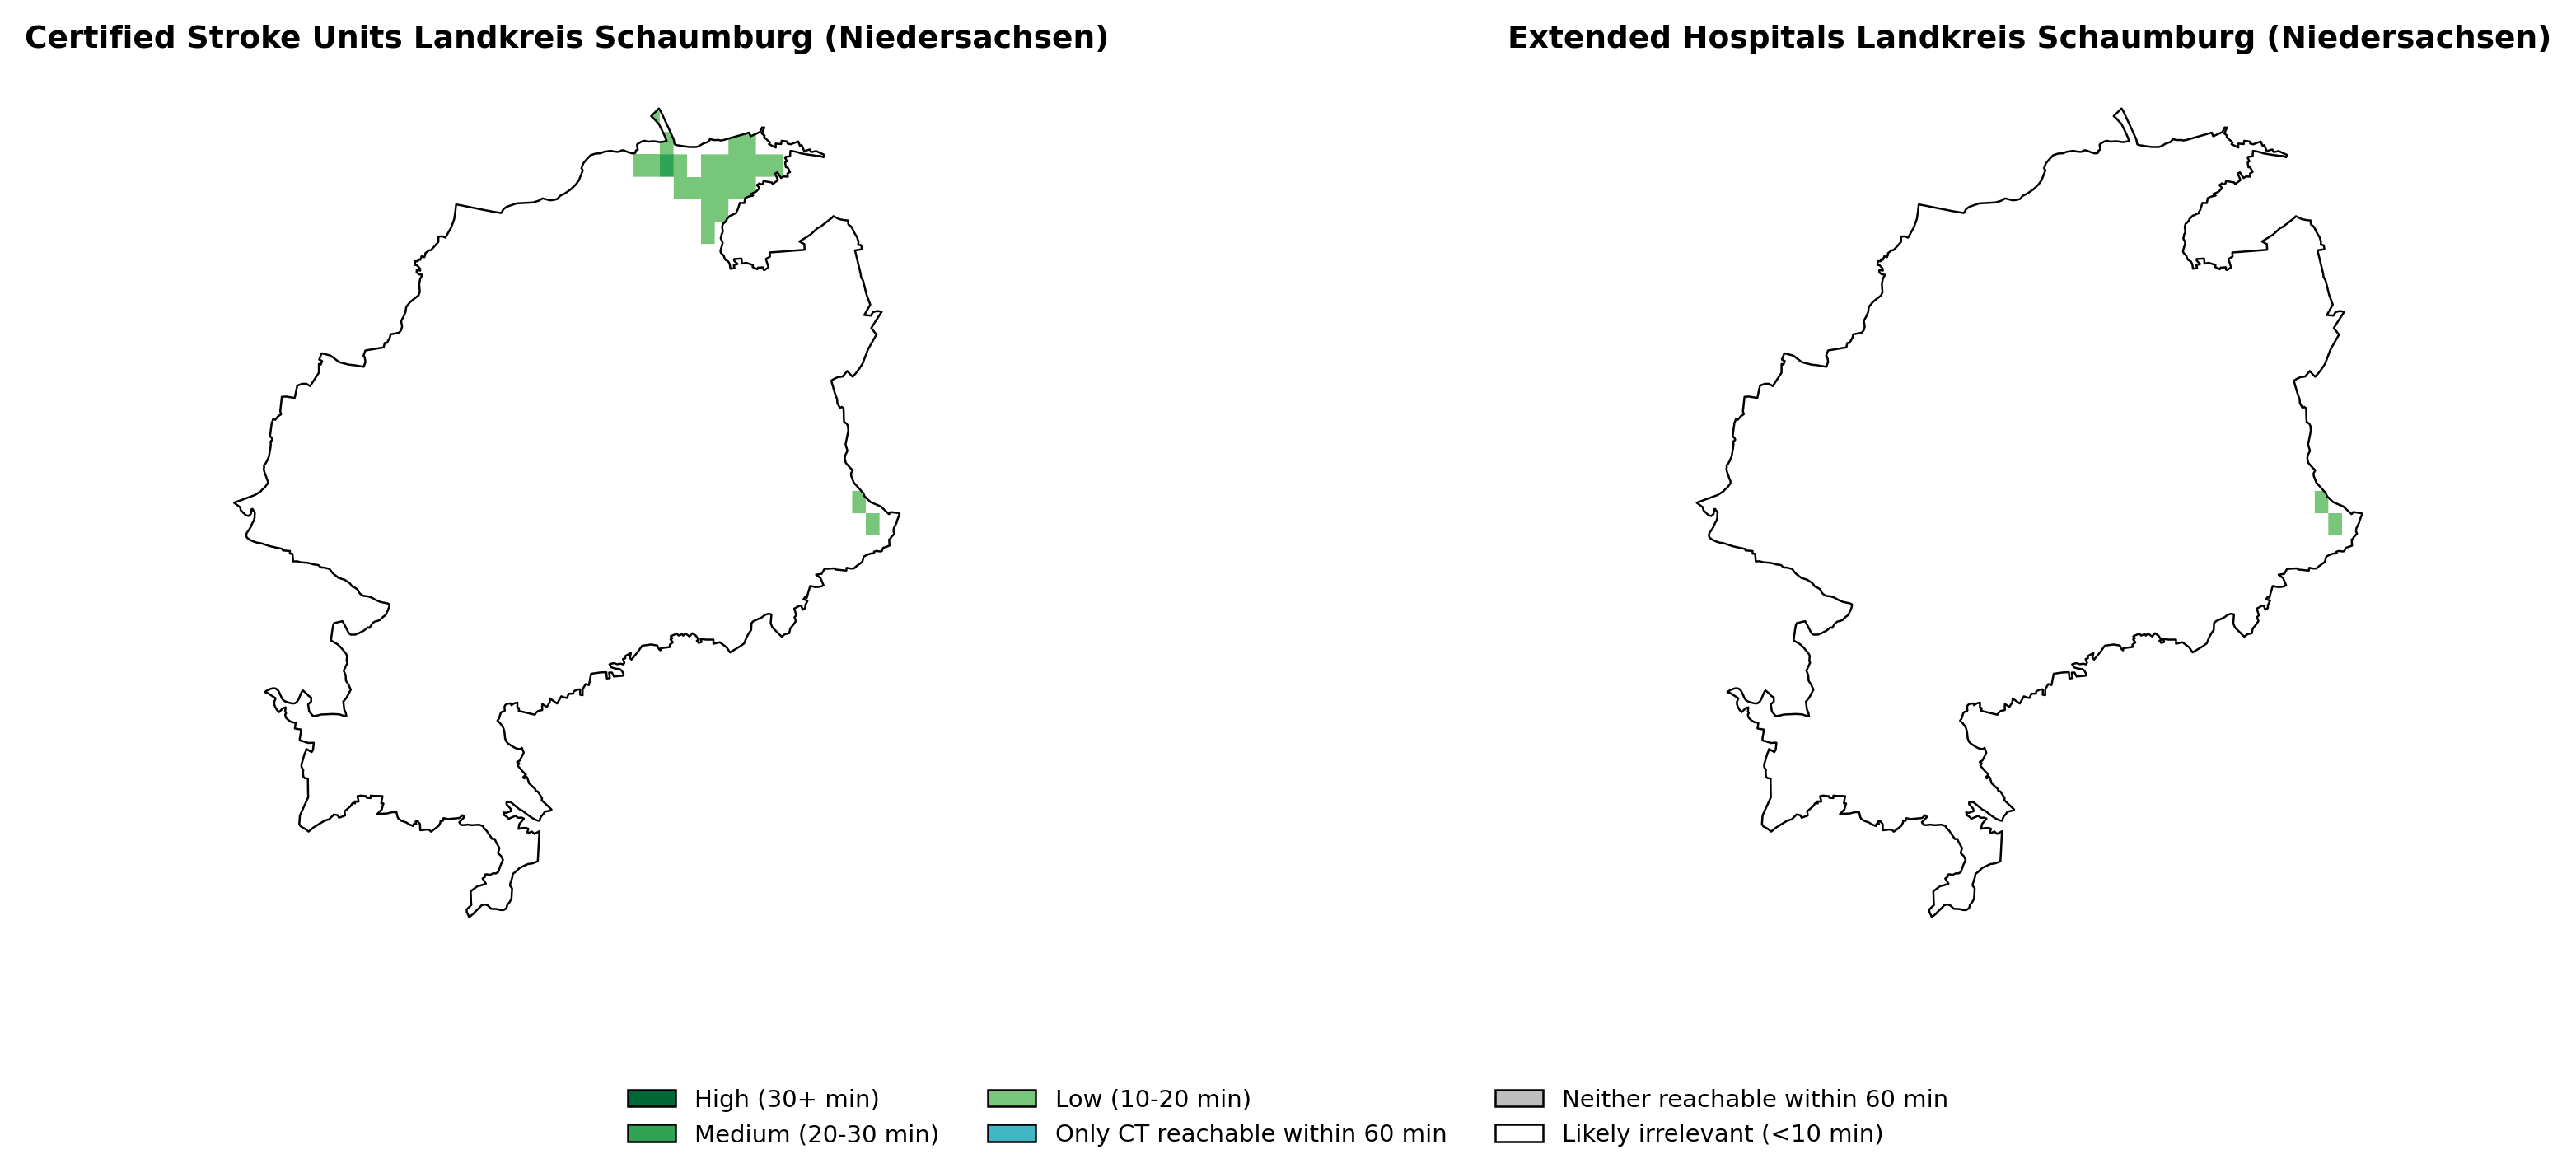 Certified Stroke Units Landkreis Schaumburg (Niedersachsen)
Extended Hospitals Landkreis Schaumburg (Niedersachsen)
High (30+ min)
Medium (20-30 min)
Low (10-20 min)
Only CT reachable within 60 min
Neither reachable within 60 min
Likely irrelevant (<10 min)